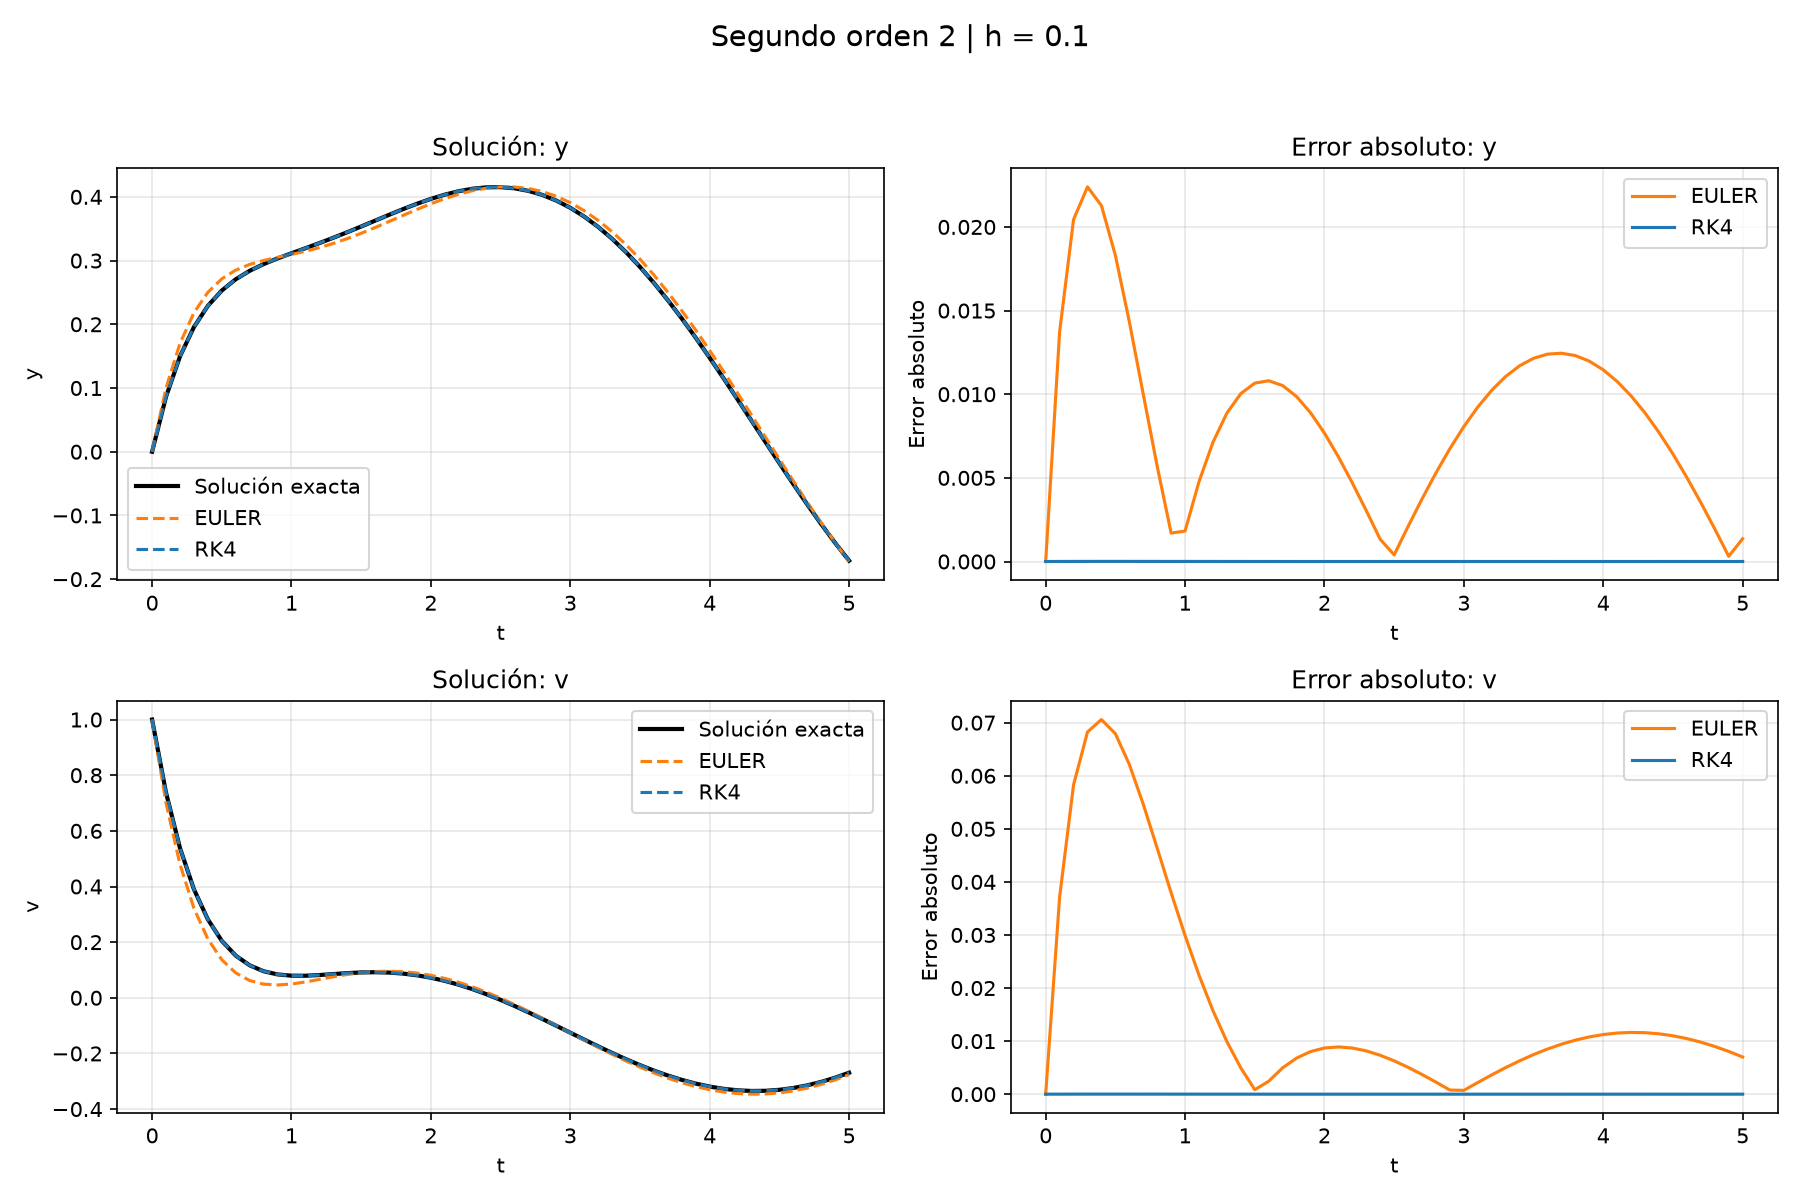 Segundo orden 2 | h = 0.1
Solución: y
0.4
0.3
0.2
0.1
0.0
−0.1
−0.2
y
Solución exacta
EULER
RK4
0 1 2 3 4 5
t
Error absoluto: y
0.020
0.015
0.010
0.005
0.000
Error absoluto
EULER
RK4
0 1 2 3 4 5
t
Solución: v
1.0
0.8
0.6
0.4
0.2
0.0
−0.2
−0.4
v
Solución exacta
EULER
RK4
0 1 2 3 4 5
t
Error absoluto: v
0.07
0.06
0.05
0.04
0.03
0.02
0.01
0.00
Error absoluto
EULER
RK4
0 1 2 3 4 5
t